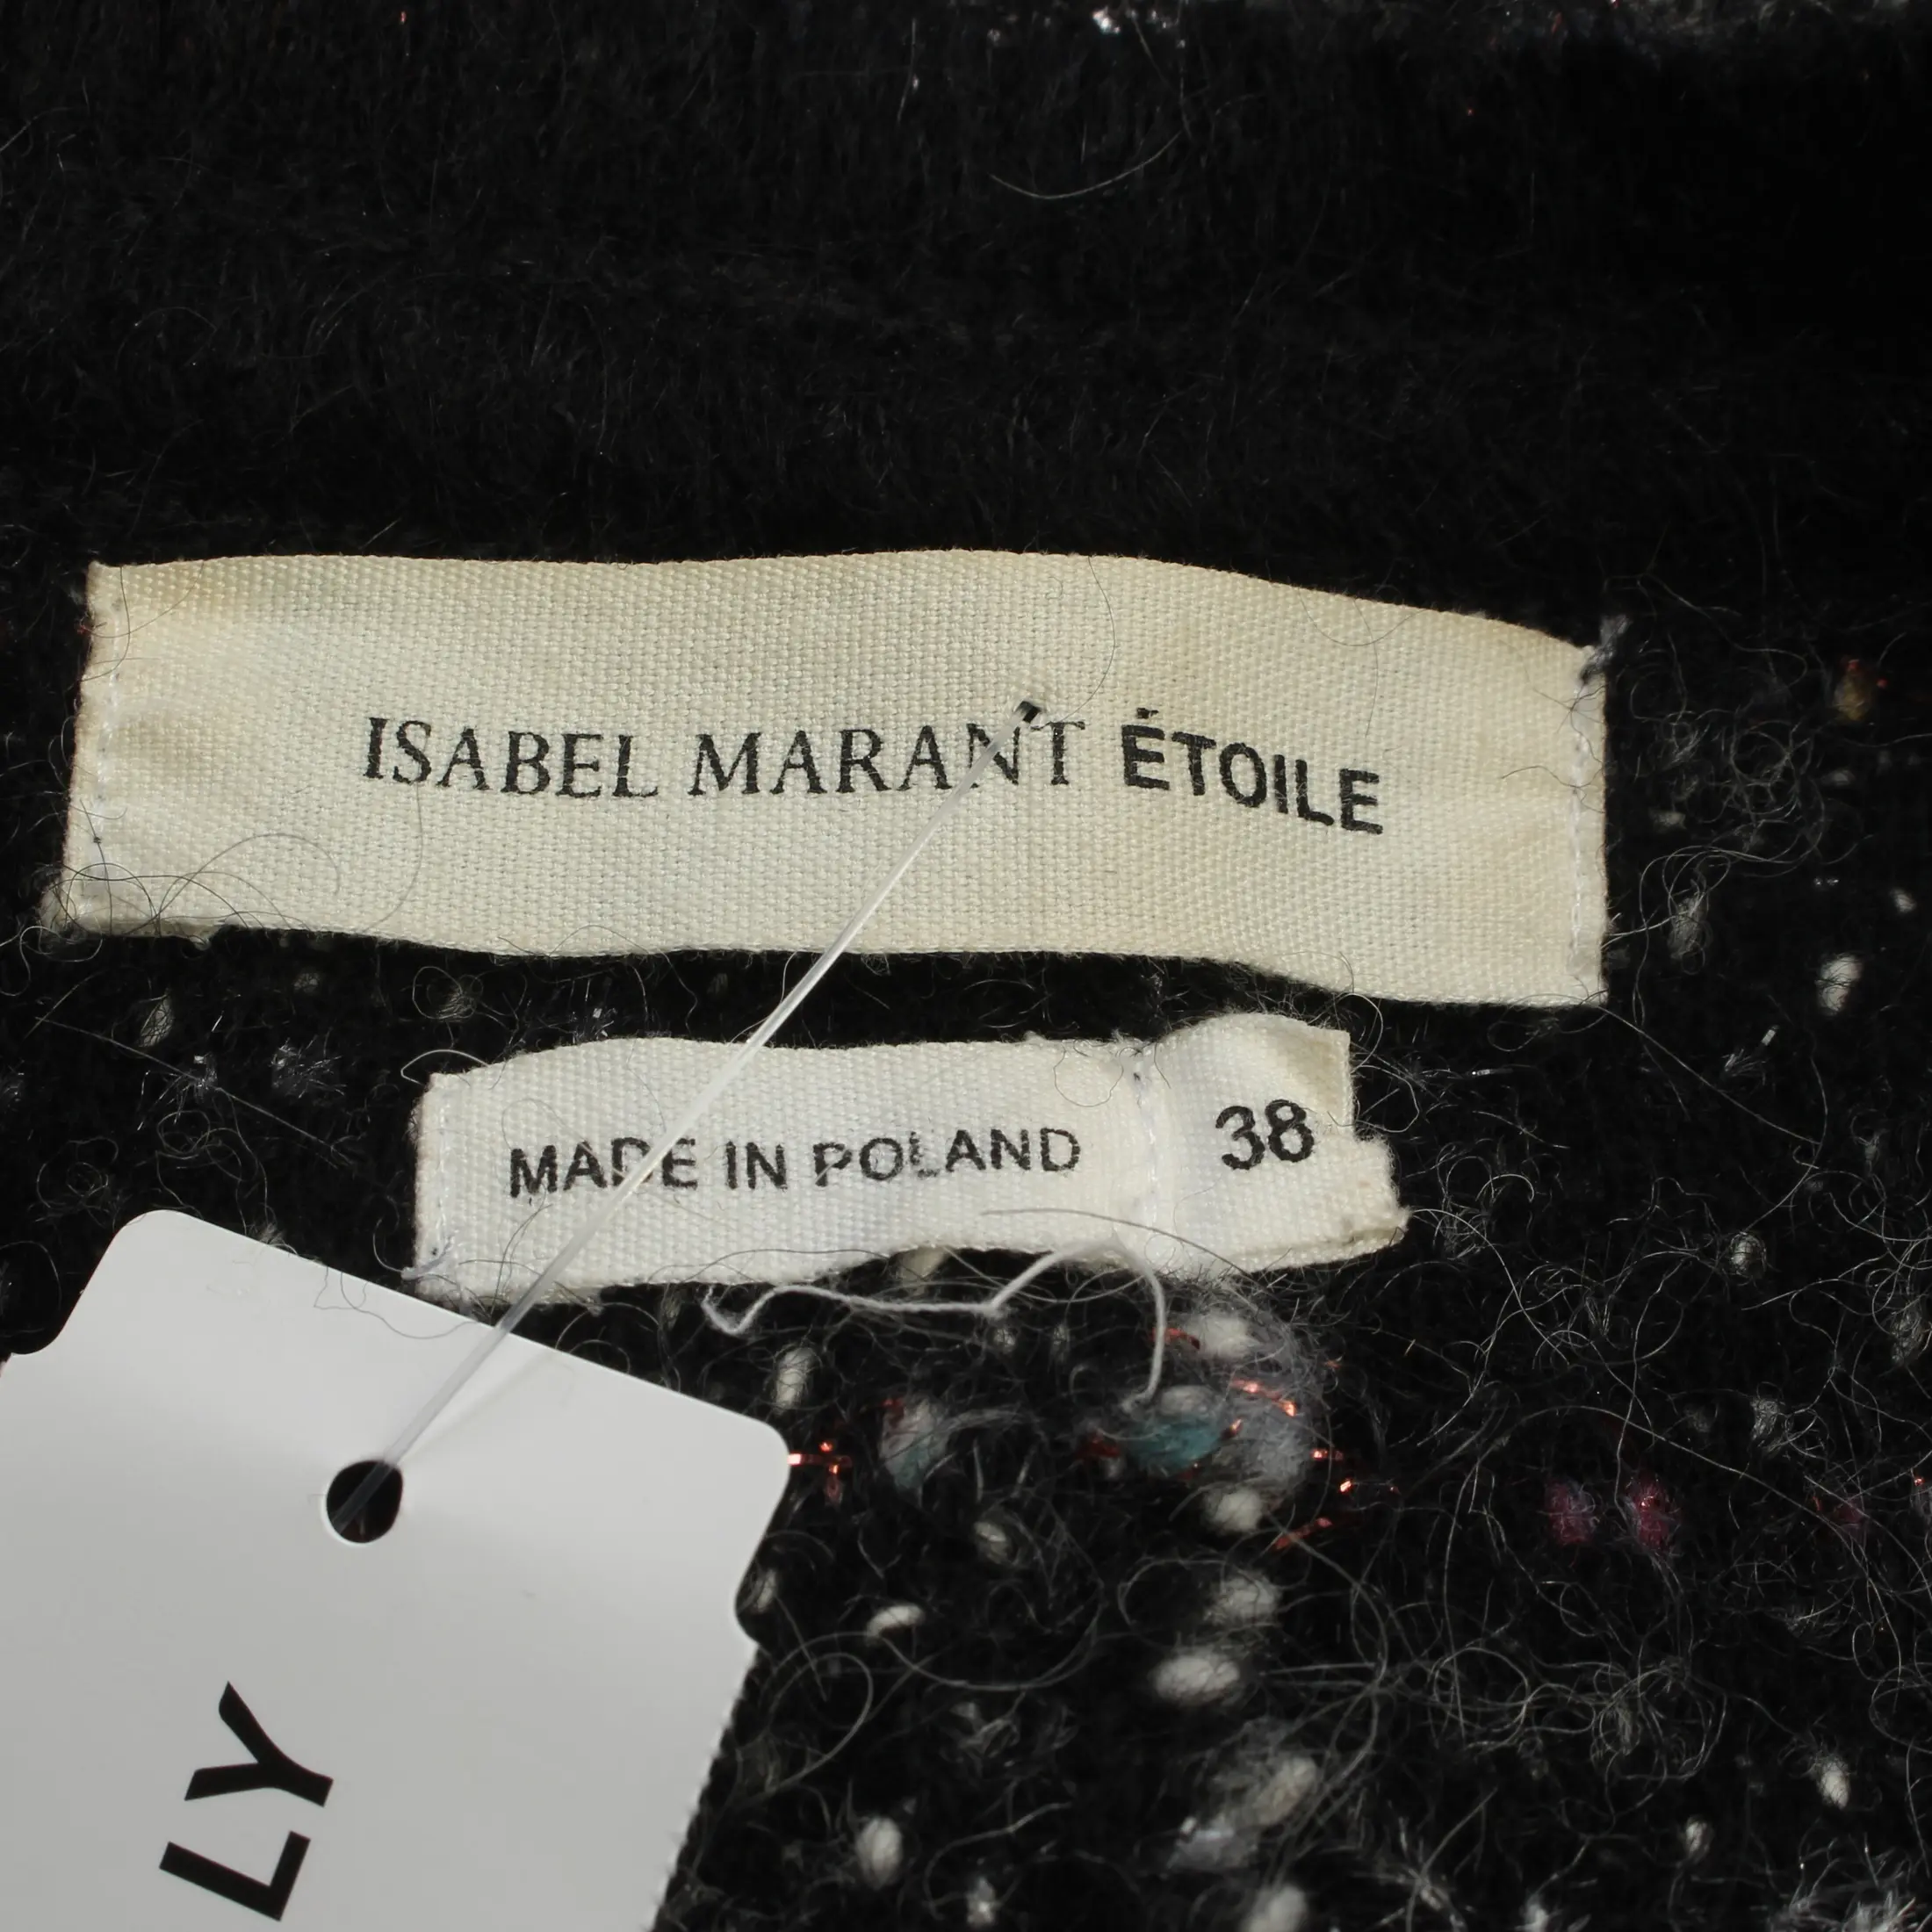 ISABEL MARANT ÉTOILE
MADE IN POLAND
38
LY